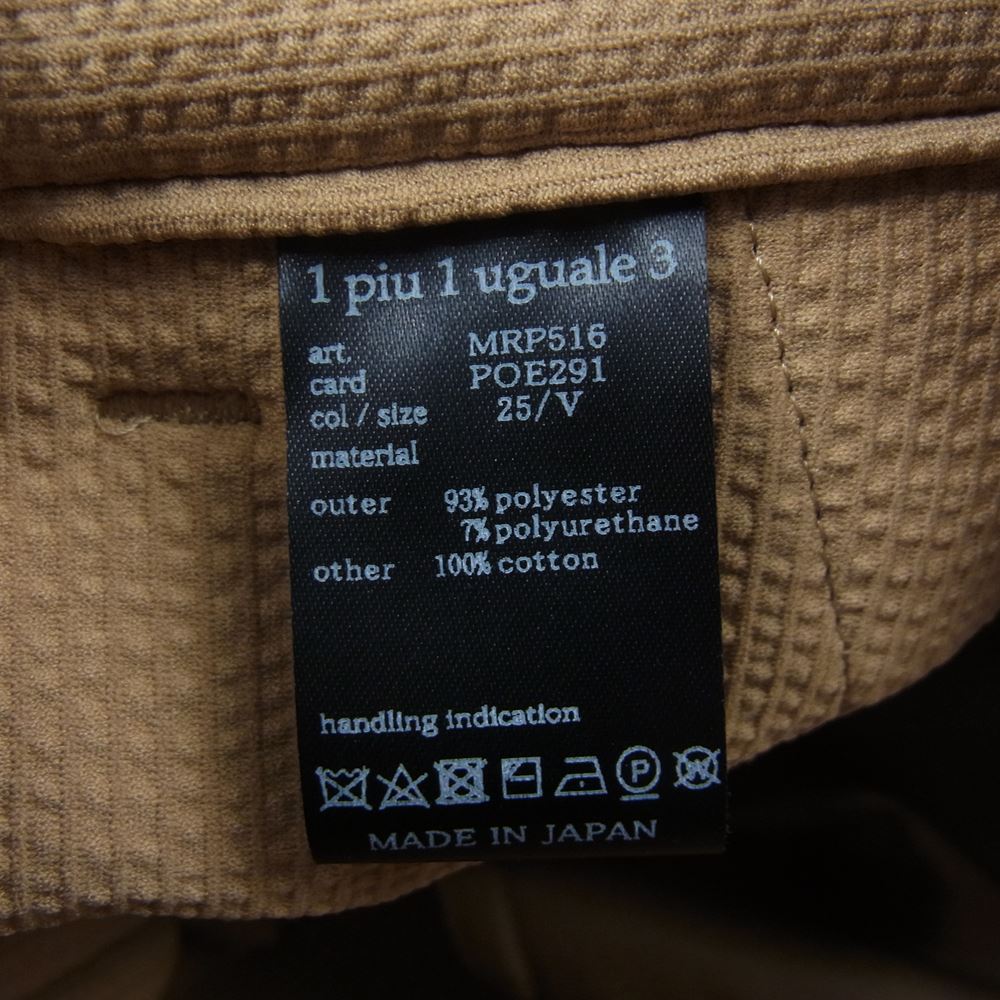 1 piu 1 uguale 3
art. MRP516
card POE291
col / size 25/V
material
outer 93% polyester
7% polyurethane
other 100% cotton
handling indication
P W
MADE IN JAPAN